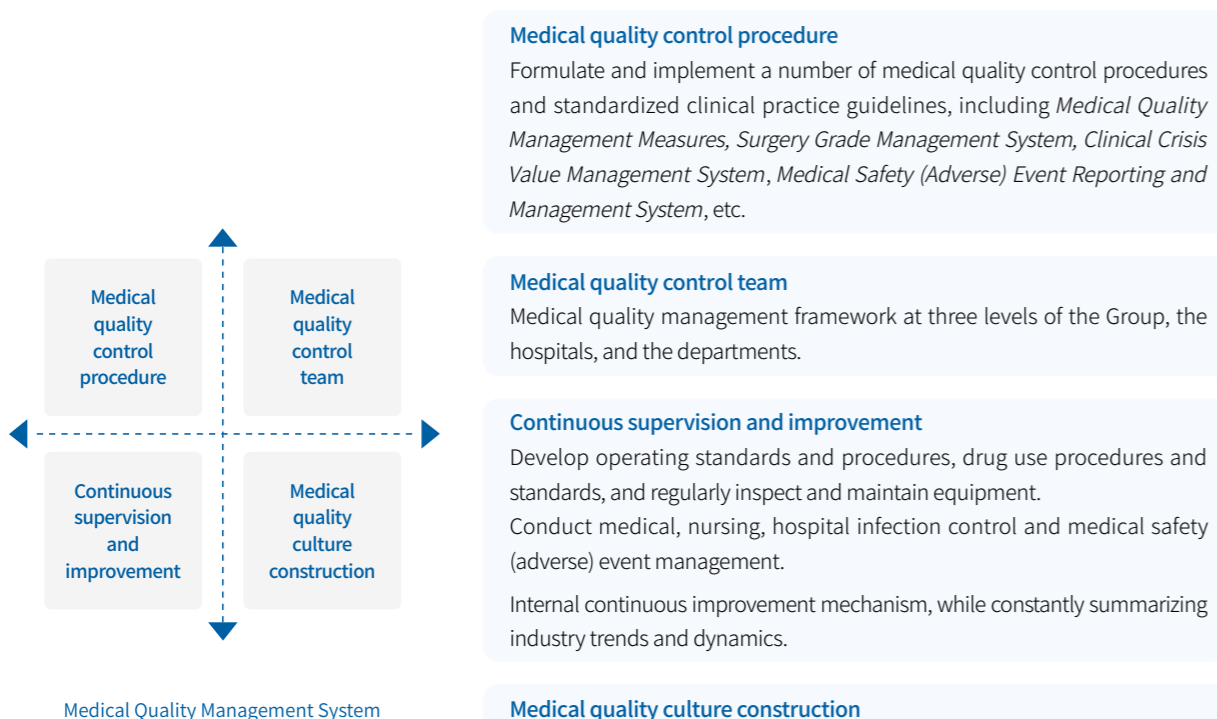 Medical
quality
control
procedure
Medical
quality
control
team
Continuous
supervision
and
improvement
Medical
quality
culture
construction
Medical Quality Management System
Medical quality control procedure
Formulate and implement a number of medical quality control procedures
and standardized clinical practice guidelines, including Medical Quality
Management Measures, Surgery Grade Management System, Clinical Crisis
Value Management System, Medical Safety (Adverse) Event Reporting and
Management System, etc.
Medical quality control team
Medical quality management framework at three levels of the Group, the
hospitals, and the departments.
Continuous supervision and improvement
Develop operating standards and procedures, drug use procedures and
standards, and regularly inspect and maintain equipment.
Conduct medical, nursing, hospital infection control and medical safety
(adverse) event management.
Internal continuous improvement mechanism, while constantly summarizing
industry trends and dynamics.
Medical quality culture construction